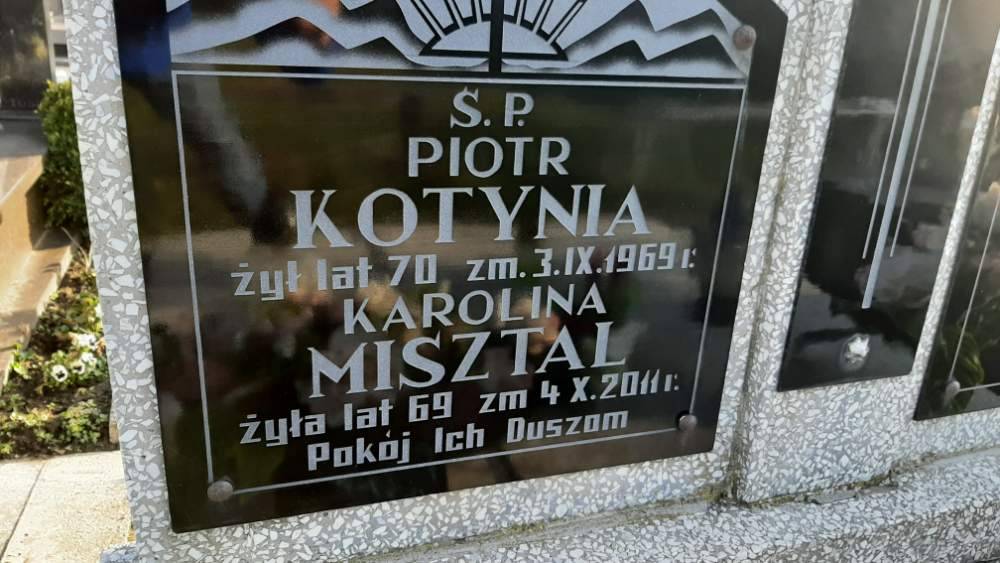 Ś. P.
PIOTR
KOTYNIA
żył lat 70 zm. 3.IX.1969 r.
KAROLINA
MISZTAL
żyła lat 69 zm 4 X.2011 r.
Pokój Ich Duszom